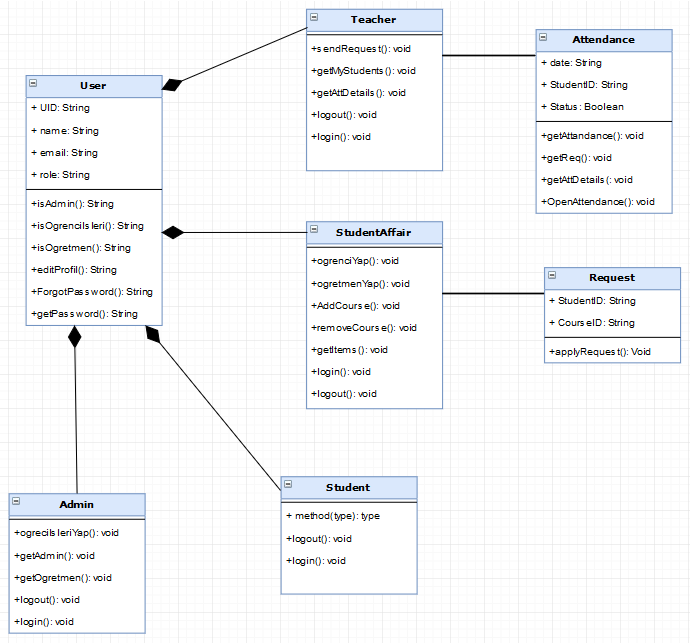 Teacher
+sendRequest(): void
+getMyStudents(): void
+getAttDetails(): void
+logout(): void
+login(): void
Attendance
+ date: String
+ StudentID: String
+ Status: Boolean
+getAttandance(): void
+getReq(): void
+getAttDetails(: void
+OpenAttendance(): void
User
+ UID: String
+ name: String
+ email: String
+ role: String
+isAdmin(): String
+isOgrenciIsleri(): String
+isOgretmen(): String
+editProfil(): String
+ForgotPassword(): String
+getPassword(): String
StudentAffair
+ogrenciYap(): void
+ogretmenYap(): void
+AddCourse(): void
+removeCourse(): void
+getItems(): void
+login(): void
+logout(): void
Request
+ StudentID: String
+ CourseID: String
+applyRequest(): Void
Admin
+ogreciIsleriYap(): void
+getAdmin(): void
+getOgretmen(): void
+logout(): void
+login(): void
Student
+ method(type): type
+logout(): void
+login(): void